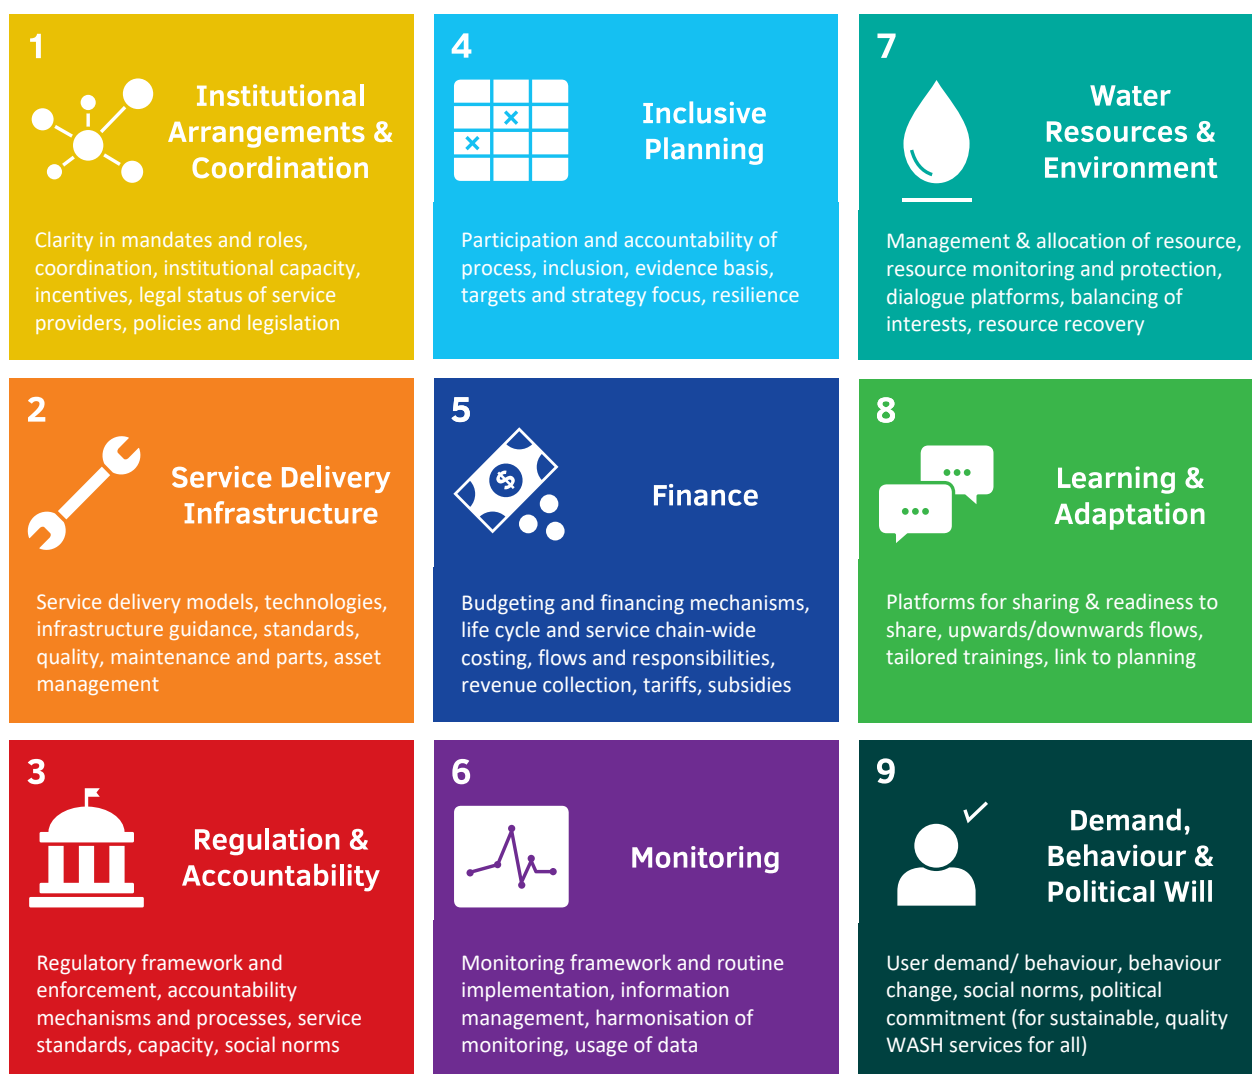 1
Institutional
Arrangements &
Coordination
Clarity in mandates and roles,
coordination, institutional capacity,
incentives, legal status of service
providers, policies and legislation
2
Service Delivery
Infrastructure
Service delivery models, technologies,
infrastructure guidance, standards,
quality, maintenance and parts, asset
management
3
Regulation &
Accountability
Regulatory framework and
enforcement, accountability
mechanisms and processes, service
standards, capacity, social norms
4
Inclusive
Planning
Participation and accountability of
process, inclusion, evidence basis,
targets and strategy focus, resilience
5
$
Finance
Budgeting and financing mechanisms,
life cycle and service chain-wide
costing, flows and responsibilities,
revenue collection, tariffs, subsidies
6
Monitoring
Monitoring framework and routine
implementation, information
management, harmonisation of
monitoring, usage of data
7
Water
Resources &
Environment
Management & allocation of resource,
resource monitoring and protection,
dialogue platforms, balancing of
interests, resource recovery
8
Learning &
Adaptation
Platforms for sharing & readiness to
share, upwards/downwards flows,
tailored trainings, link to planning
9
Demand,
Behaviour &
Political Will
User demand/ behaviour, behaviour
change, social norms, political
commitment (for sustainable, quality
WASH services for all)